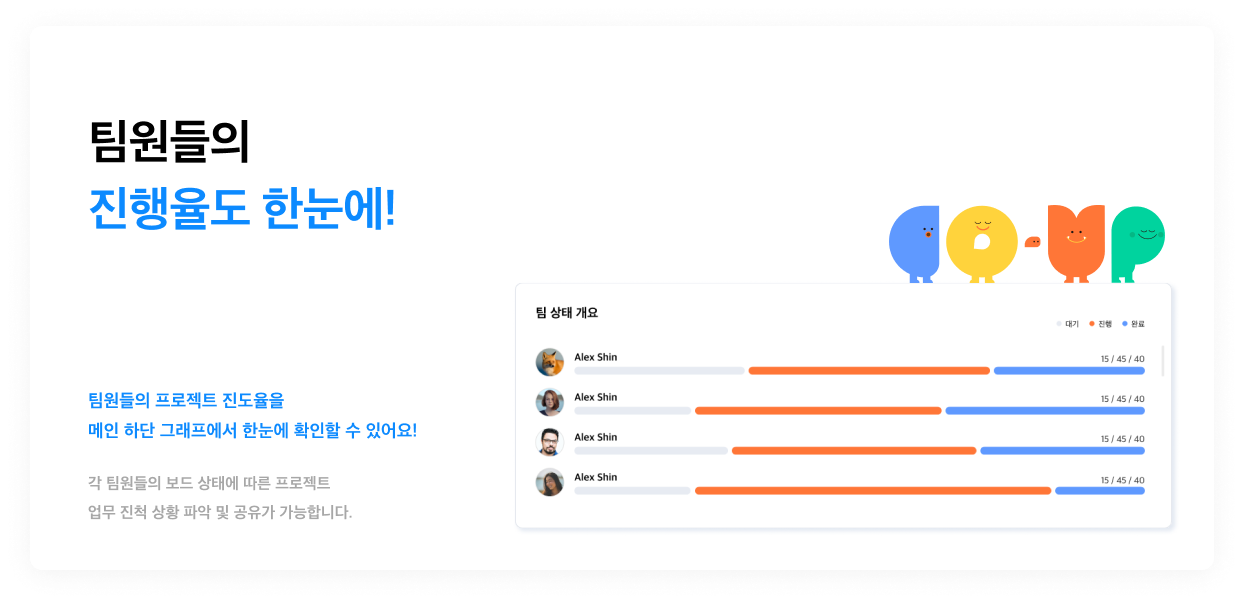 팀원들의
진행율도 한눈에!
팀원들의 프로젝트 진도율을
메인 하단 그래프에서 한눈에 확인할 수 있어요!
각 팀원들의 보드 상태에 따른 프로젝트
업무 진척 상황 파악 및 공유가 가능합니다.
팀 상태 개요
대기 진행 완료
Alex Shin 15 / 45 / 40
Alex Shin 15 / 45 / 40
Alex Shin 15 / 45 / 40
Alex Shin 15 / 45 / 40